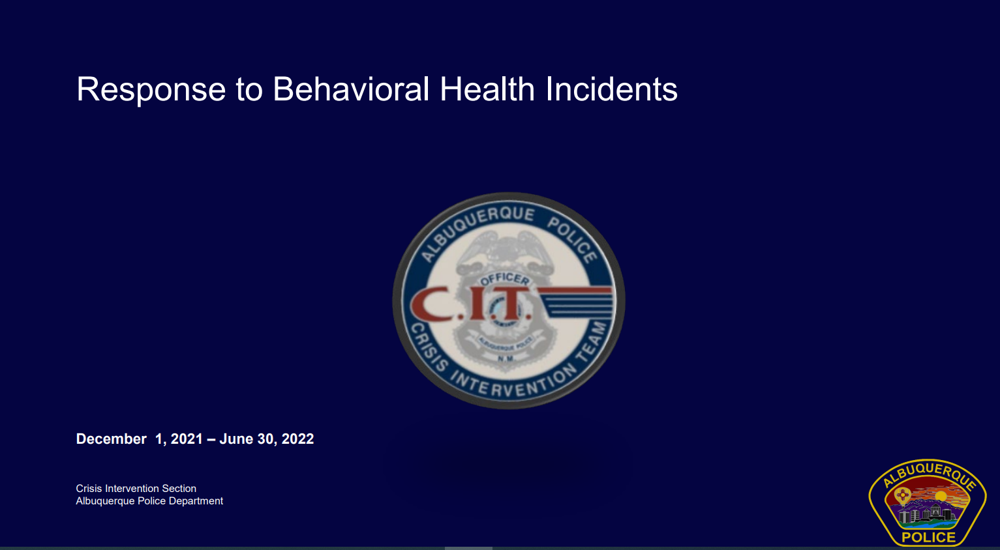 Response to Behavioral Health Incidents
ALBUQUERQUE POLICE
OFFICER
C.I.T.
ALBUQUERQUE POLICE
N.M.
CRISIS INTERVENTION TEAM
December 1, 2021 – June 30, 2022
Crisis Intervention Section
Albuquerque Police Department
ALBUQUERQUE
POLICE